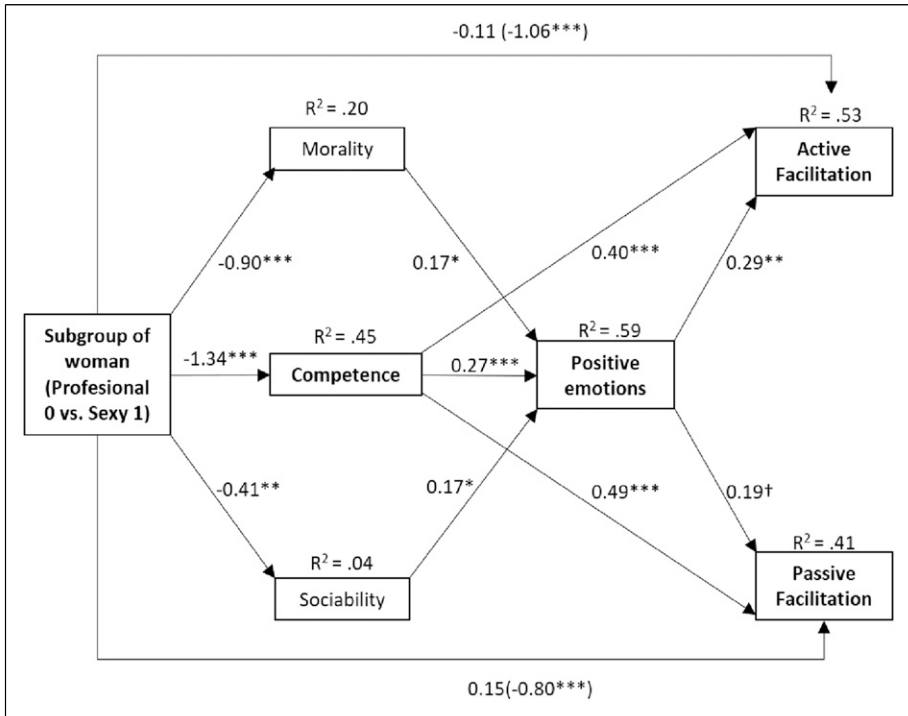 -0.11 (-1.06***)
R² = .20
Morality
R² = .53
Active
Facilitation
-0.90***
0.17*
0.40***
0.29**
Subgroup of
woman
(Profesional
0 vs. Sexy 1)
-1.34***
R² = .45
Competence
0.27***
R² = .59
Positive
emotions
-0.41**
0.17*
0.49***
0.19†
R² = .04
Sociability
R² = .41
Passive
Facilitation
0.15(-0.80***)